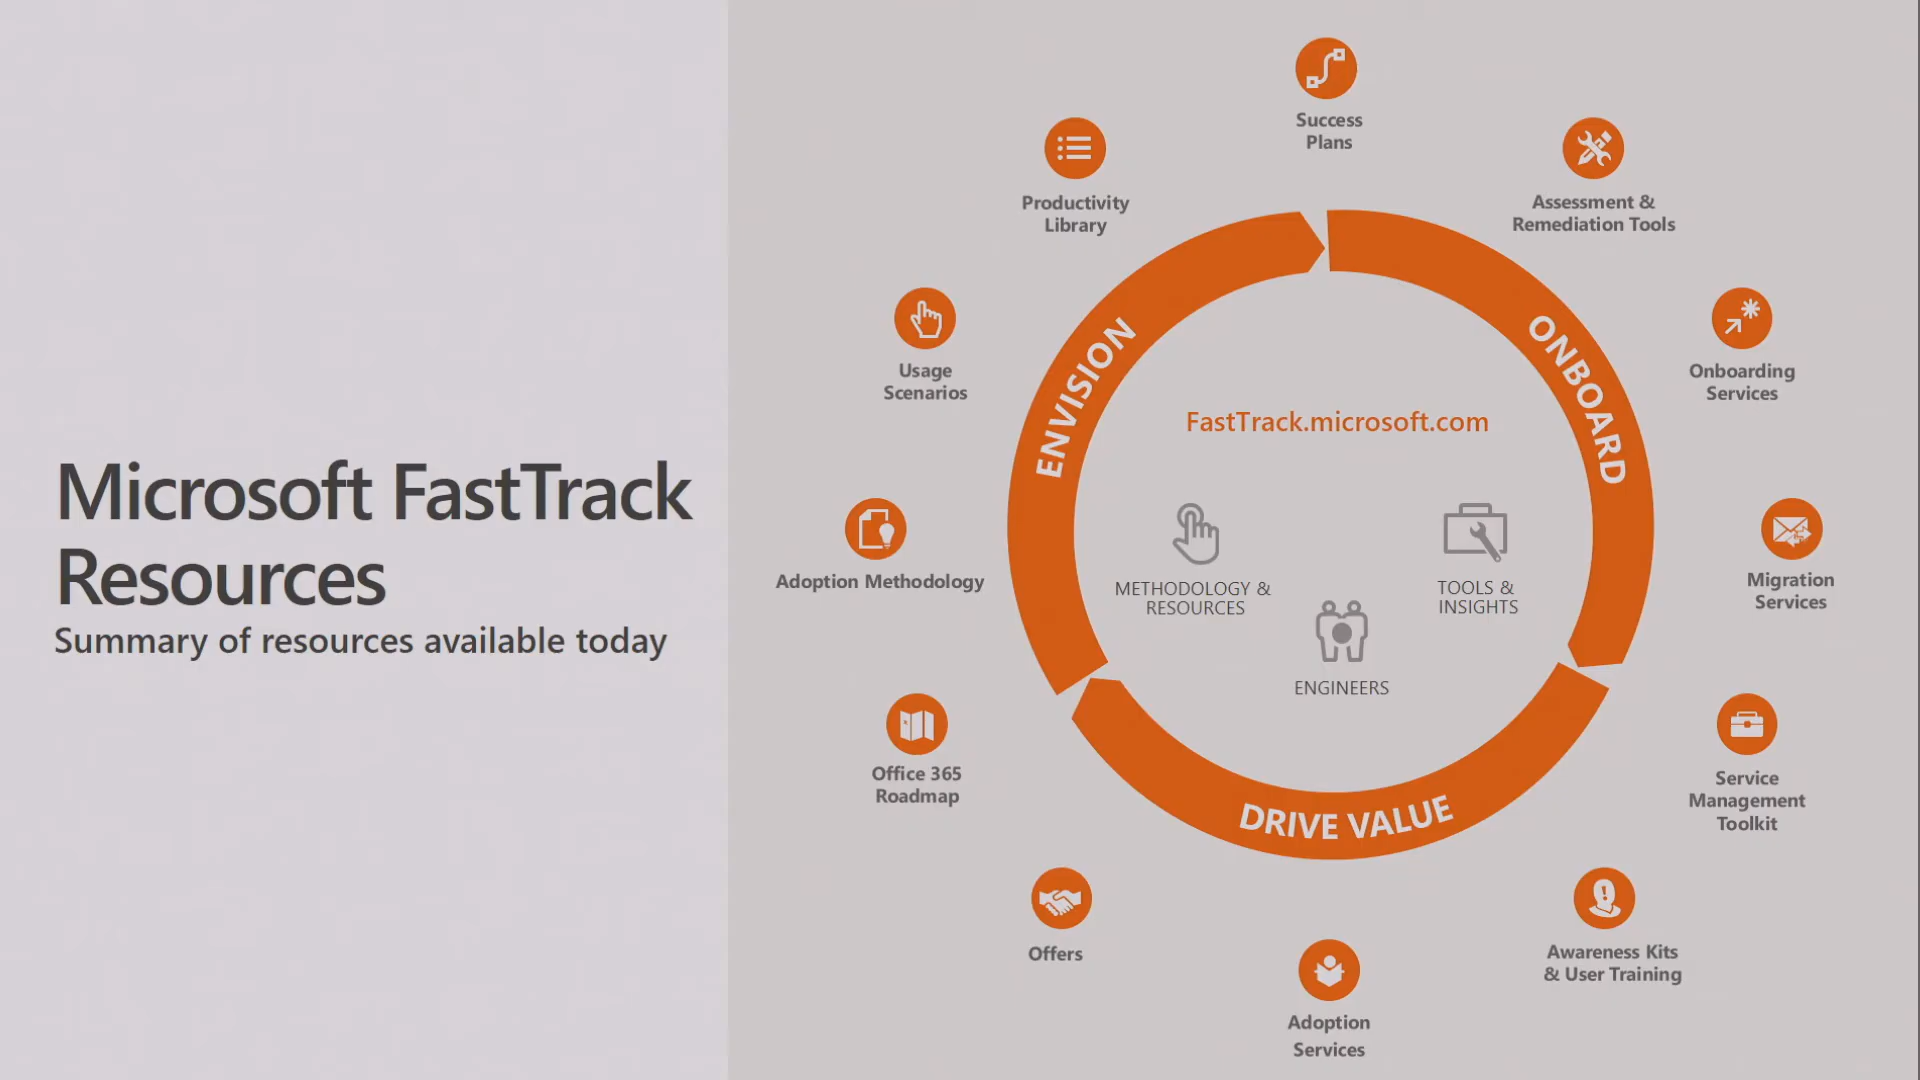 Microsoft FastTrack
Resources
Summary of resources available today
Success
Plans
Assessment &
Remediation Tools
Onboarding
Services
Migration
Services
Service
Management
Toolkit
Awareness Kits
& User Training
Adoption
Services
Offers
Office 365
Roadmap
Adoption Methodology
Usage
Scenarios
Productivity
Library
ENVISION
ONBOARD
DRIVE VALUE
FastTrack.microsoft.com
METHODOLOGY &
RESOURCES
TOOLS &
INSIGHTS
ENGINEERS